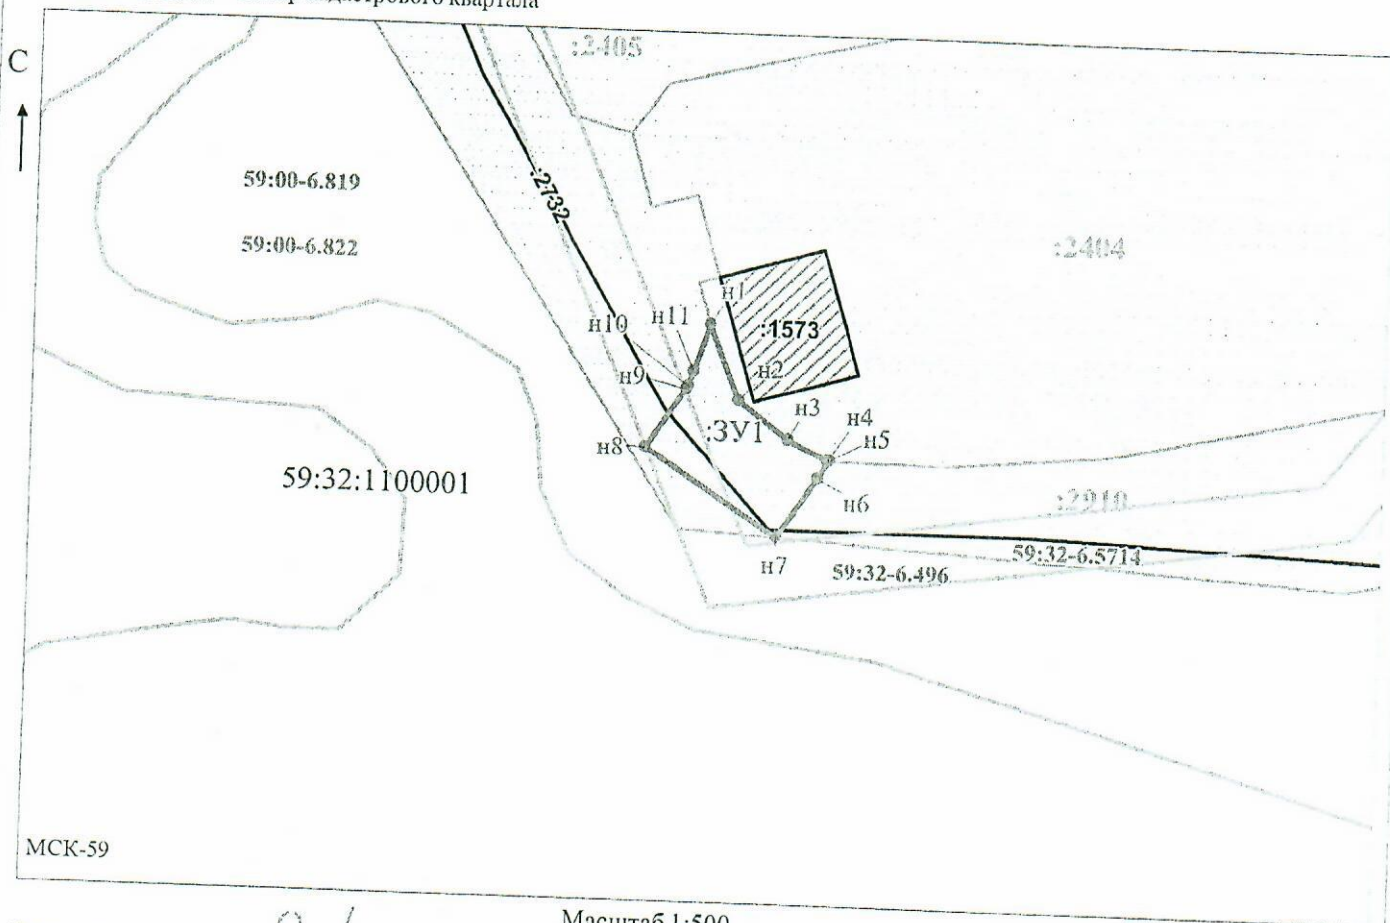 кадастрового квартала
:2405
С
59:00-6.819
:2732
59:00-6.822
:2404
н1
н10
н11
:1573
н9
н2
н3
:ЗУ1
н4
н5
н8
59:32:1100001
н6
:2910
59:32-6.5714
н7
59:32-6.496
МСК-59
Масштаб 1:500